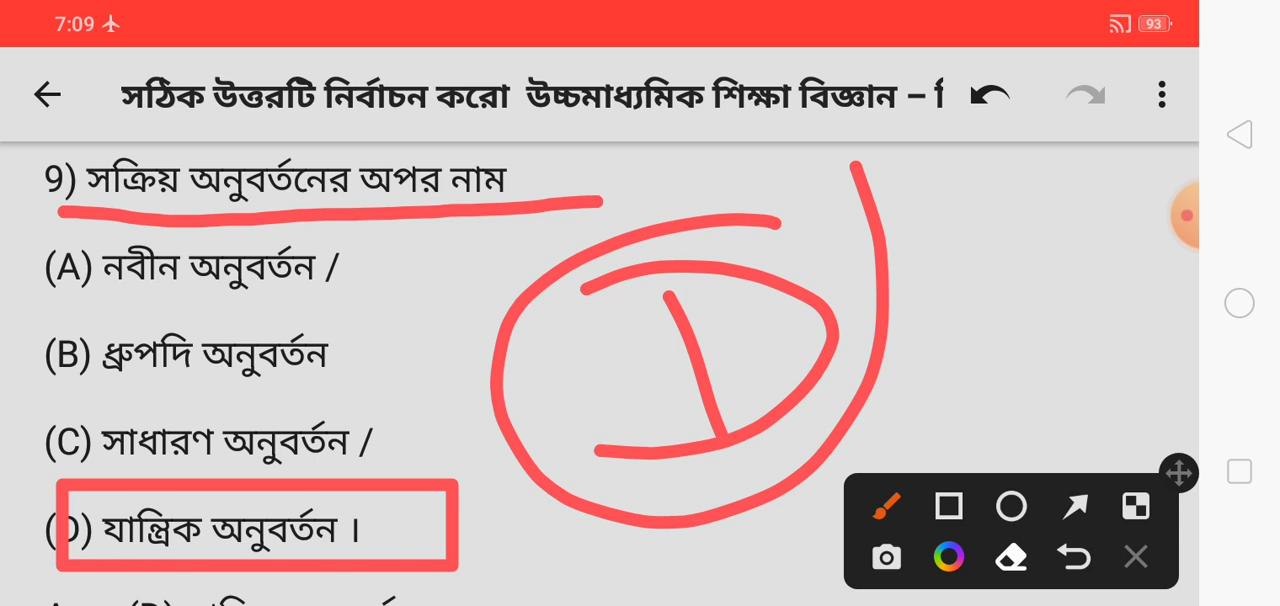 7:09
93
সঠিক উত্তরটি নির্বাচন করো উচ্চমাধ্যমিক শিক্ষা বিজ্ঞান –
9) সক্রিয় অনুবর্তনের অপর নাম
(A) নবীন অনুবর্তন /
(B) ধ্রুপদি অনুবর্তন
(C) সাধারণ অনুবর্তন /
(D) যান্ত্রিক অনুবর্তন ।
D